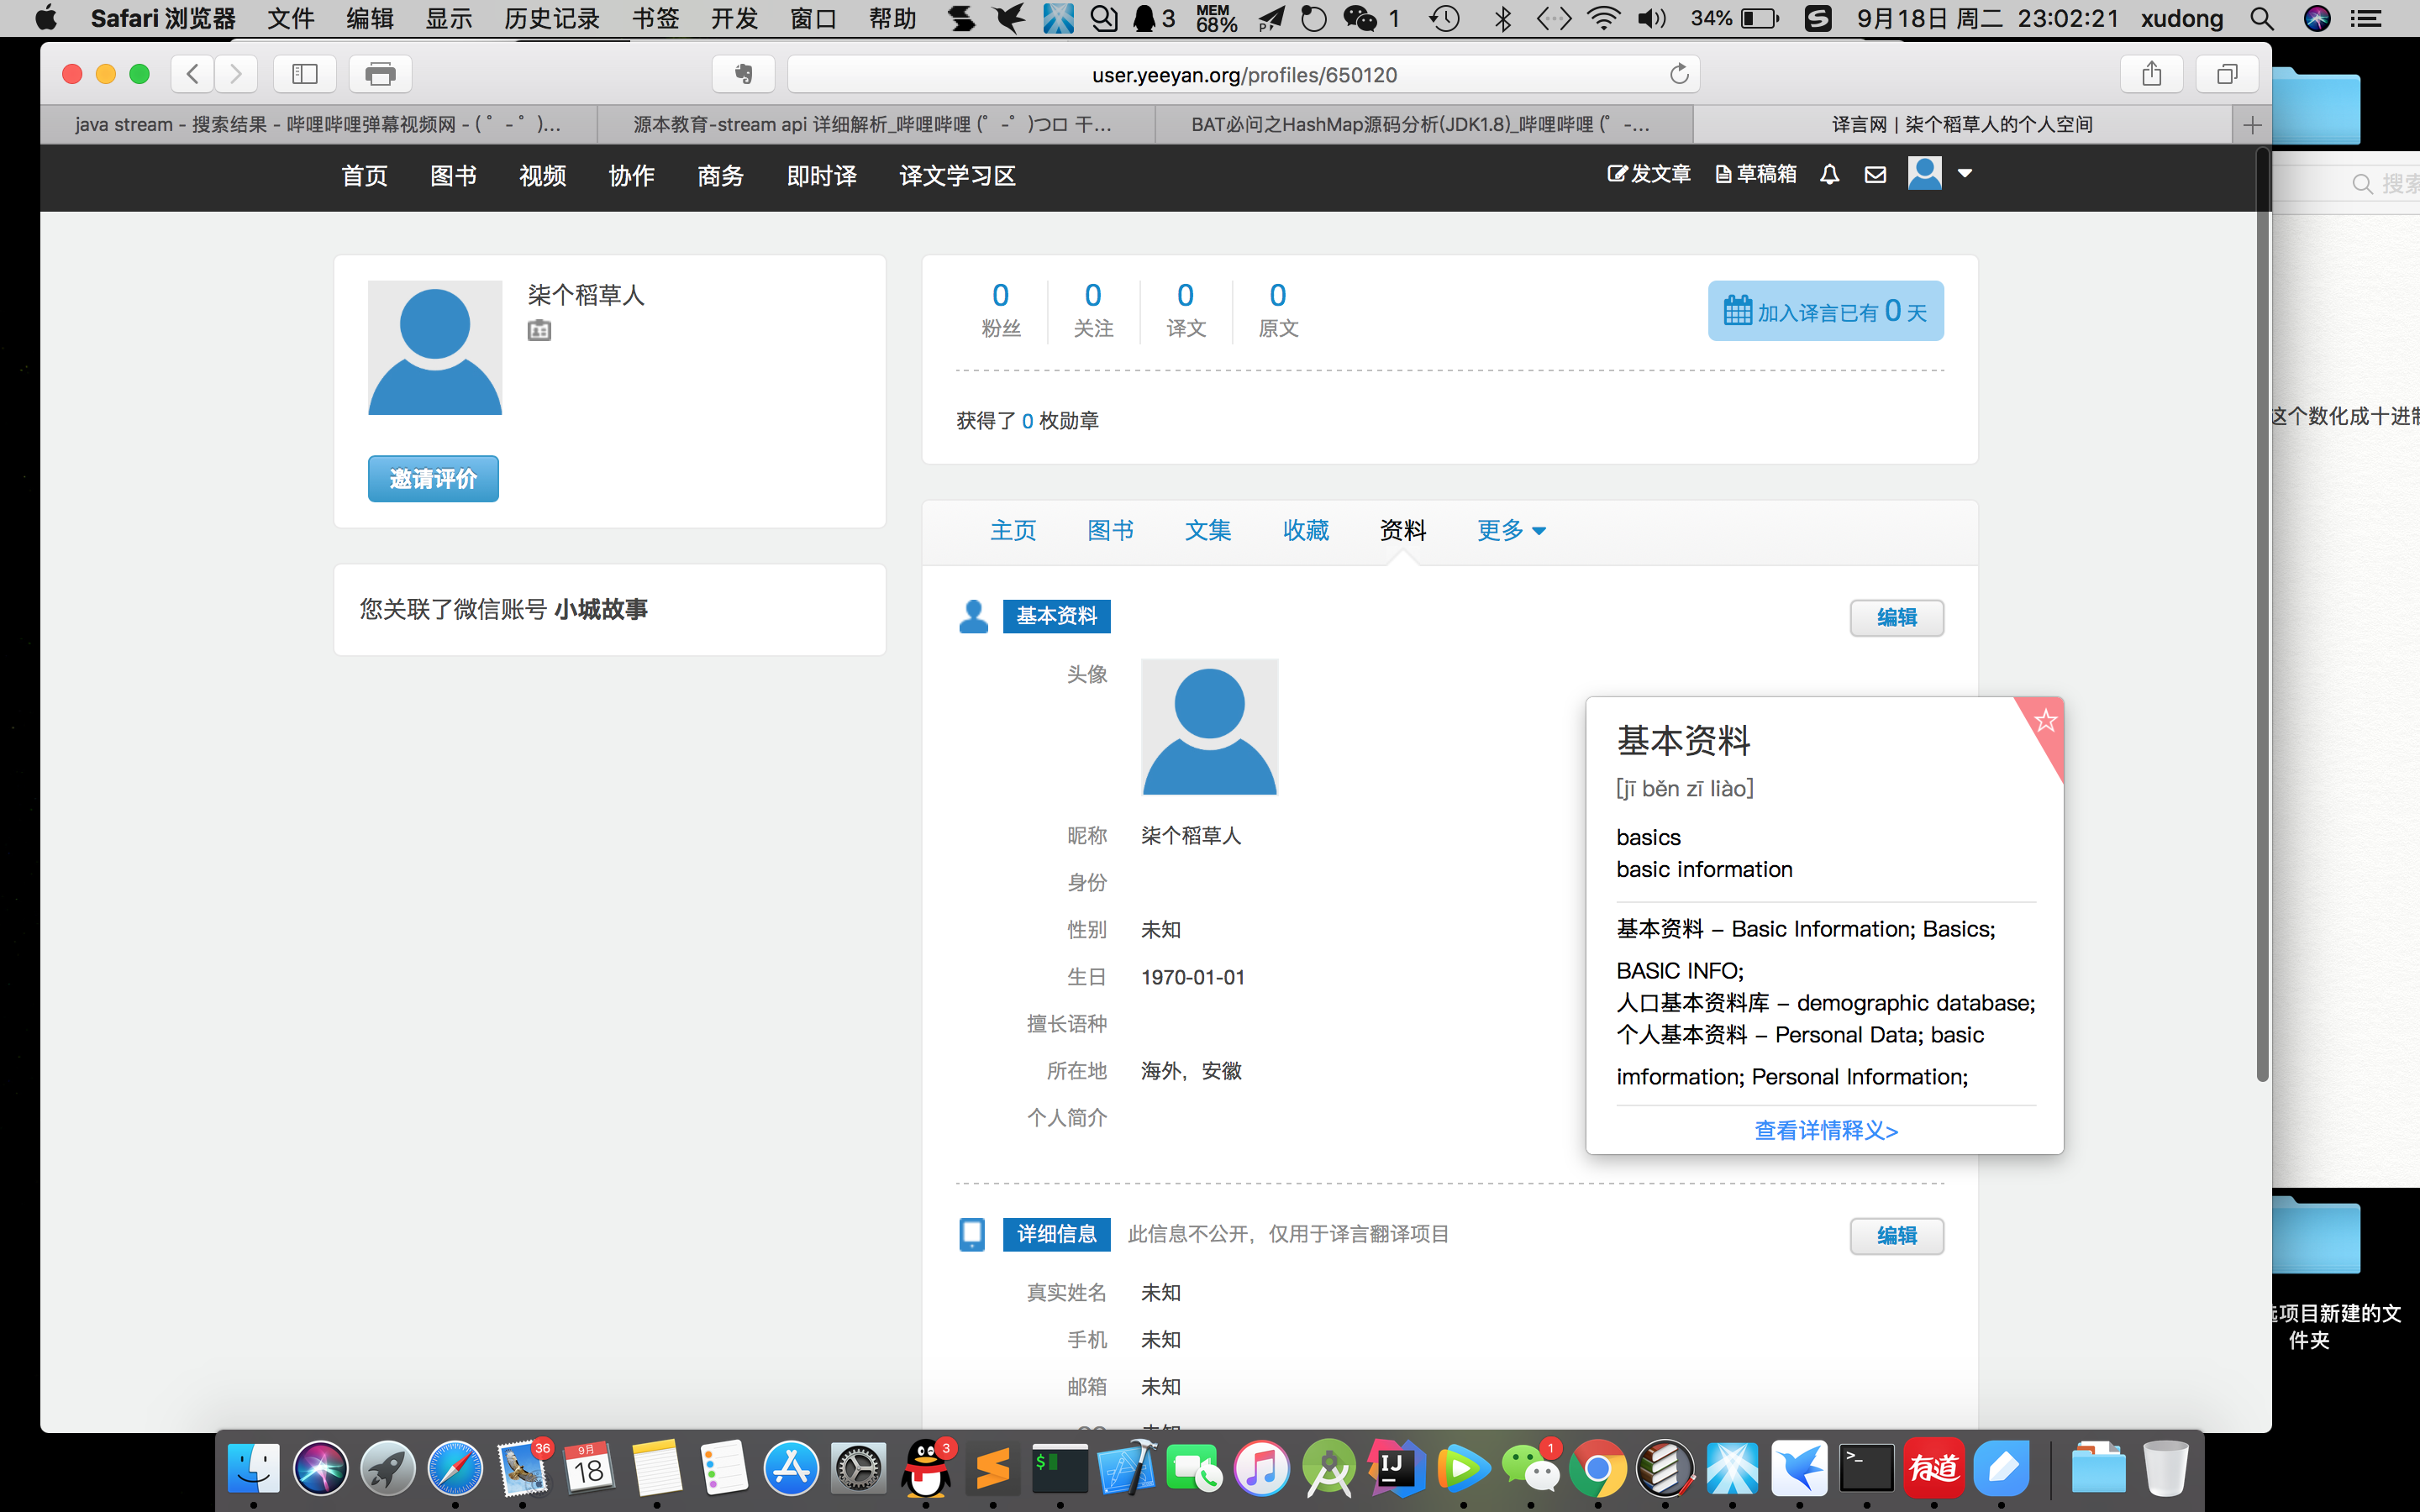 Safari 浏览器 文件 编辑 显示 历史记录 书签 开发 窗口 帮助 3 MEM 68% 1 34% 9月18日 周二 23:02:21 xudong
user.yeeyan.org/profiles/650120
java stream - 搜索结果 - 哔哩哔哩弹幕视频网 - ( ゜- ゜)...
源本教育-stream api 详细解析_哔哩哔哩 (゜-゜)つロ 干...
BAT必问之HashMap源码分析(JDK1.8)_哔哩哔哩 (゜-...
译言网 | 柒个稻草人的个人空间
首页 图书 视频 协作 商务 即时译 译文学习区 发文章 草稿箱
搜索
柒个稻草人
邀请评价
您关联了微信账号 小城故事
0 0 0 0
粉丝 关注 译文 原文
加入译言已有 0 天
获得了 0 枚勋章
这个数化成十进制
主页 图书 文集 收藏 资料 更多
基本资料 编辑
头像
昵称 柒个稻草人
身份
性别 未知
生日 1970-01-01
擅长语种
所在地 海外，安徽
个人简介
基本资料
[jī běn zī liào]
basics
basic information
基本资料 – Basic Information; Basics;
BASIC INFO;
人口基本资料库 – demographic database;
个人基本资料 – Personal Data; basic
imformation; Personal Information;
查看详情释义>
详细信息 此信息不公开，仅用于译言翻译项目 编辑
真实姓名 未知
手机 未知
邮箱 未知
项目新建的文
件夹
36
9月
18
3
$
IJ
1
>_
有道